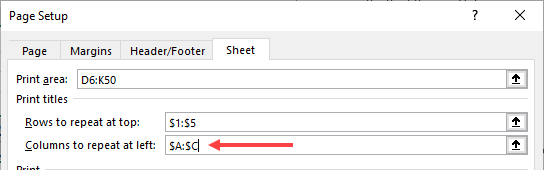 Page Setup ? ×
Page Margins Header/Footer Sheet
Print area: D6:K50
Print titles
Rows to repeat at top: $1:$5
Columns to repeat at left: $A:$C
Print